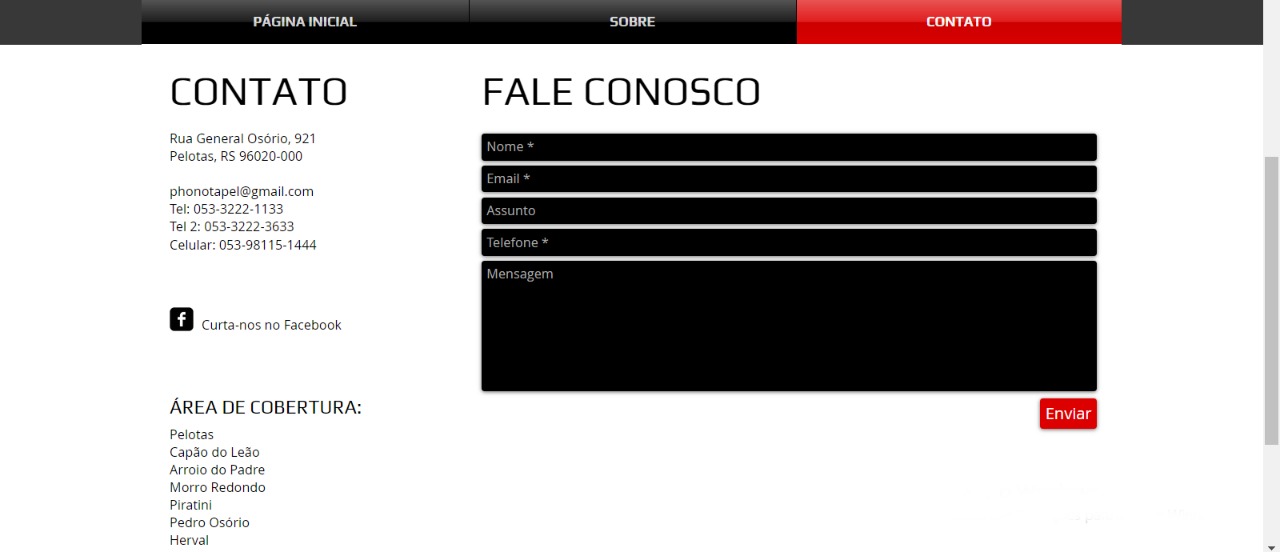 PÁGINA INICIAL
SOBRE
CONTATO
CONTATO
Rua General Osório, 921
Pelotas, RS 96020-000
phonotapel@gmail.com
Tel: 053-3222-1133
Tel 2: 053-3222-3633
Celular: 053-98115-1444
Curta-nos no Facebook
ÁREA DE COBERTURA:
Pelotas
Capão do Leão
Arroio do Padre
Morro Redondo
Piratini
Pedro Osório
Herval
FALE CONOSCO
Nome *
Email *
Assunto
Telefone *
Mensagem
Enviar